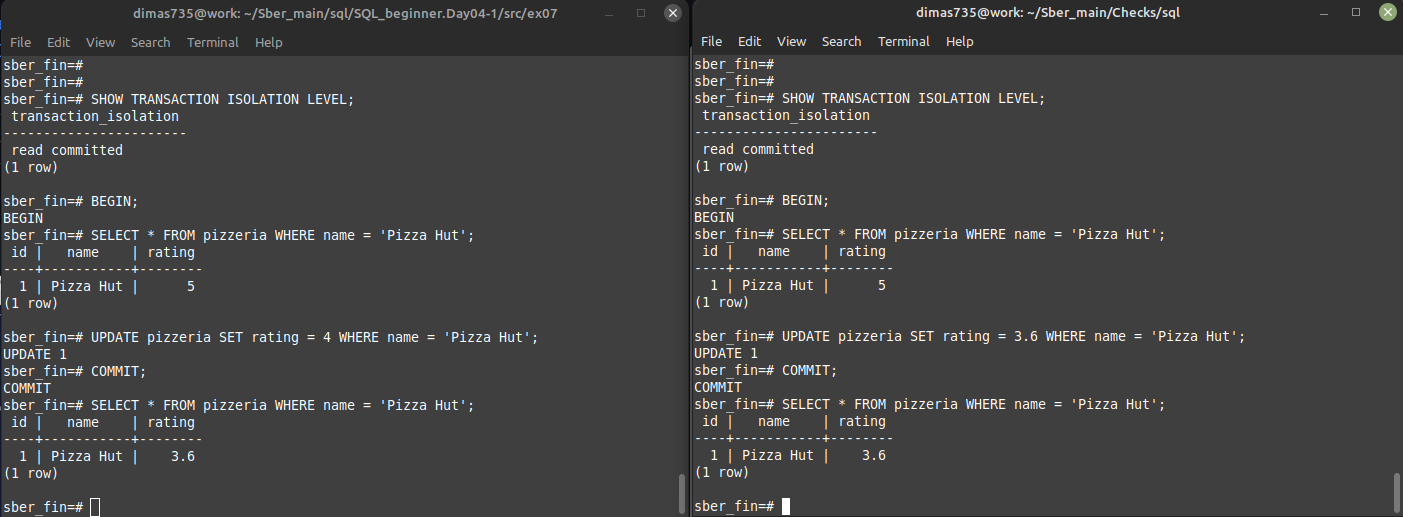 dimas735@work: ~/Sber_main/sql/SQL_beginner.Day04-1/src/ex07
File Edit View Search Terminal Help
sber_fin=#
sber_fin=#
sber_fin=# SHOW TRANSACTION ISOLATION LEVEL;
 transaction_isolation
-----------------------
 read committed
(1 row)

sber_fin=# BEGIN;
BEGIN
sber_fin=# SELECT * FROM pizzeria WHERE name = 'Pizza Hut';
 id |   name    | rating
----+-----------+--------
  1 | Pizza Hut |      5
(1 row)

sber_fin=# UPDATE pizzeria SET rating = 4 WHERE name = 'Pizza Hut';
UPDATE 1
sber_fin=# COMMIT;
COMMIT
sber_fin=# SELECT * FROM pizzeria WHERE name = 'Pizza Hut';
 id |   name    | rating
----+-----------+--------
  1 | Pizza Hut |    3.6
(1 row)

sber_fin=#
dimas735@work: ~/Sber_main/Checks/sql
File Edit View Search Terminal Help
sber_fin=#
sber_fin=#
sber_fin=# SHOW TRANSACTION ISOLATION LEVEL;
 transaction_isolation
-----------------------
 read committed
(1 row)

sber_fin=# BEGIN;
BEGIN
sber_fin=# SELECT * FROM pizzeria WHERE name = 'Pizza Hut';
 id |   name    | rating
----+-----------+--------
  1 | Pizza Hut |      5
(1 row)

sber_fin=# UPDATE pizzeria SET rating = 3.6 WHERE name = 'Pizza Hut';
UPDATE 1
sber_fin=# COMMIT;
COMMIT
sber_fin=# SELECT * FROM pizzeria WHERE name = 'Pizza Hut';
 id |   name    | rating
----+-----------+--------
  1 | Pizza Hut |    3.6
(1 row)

sber_fin=#